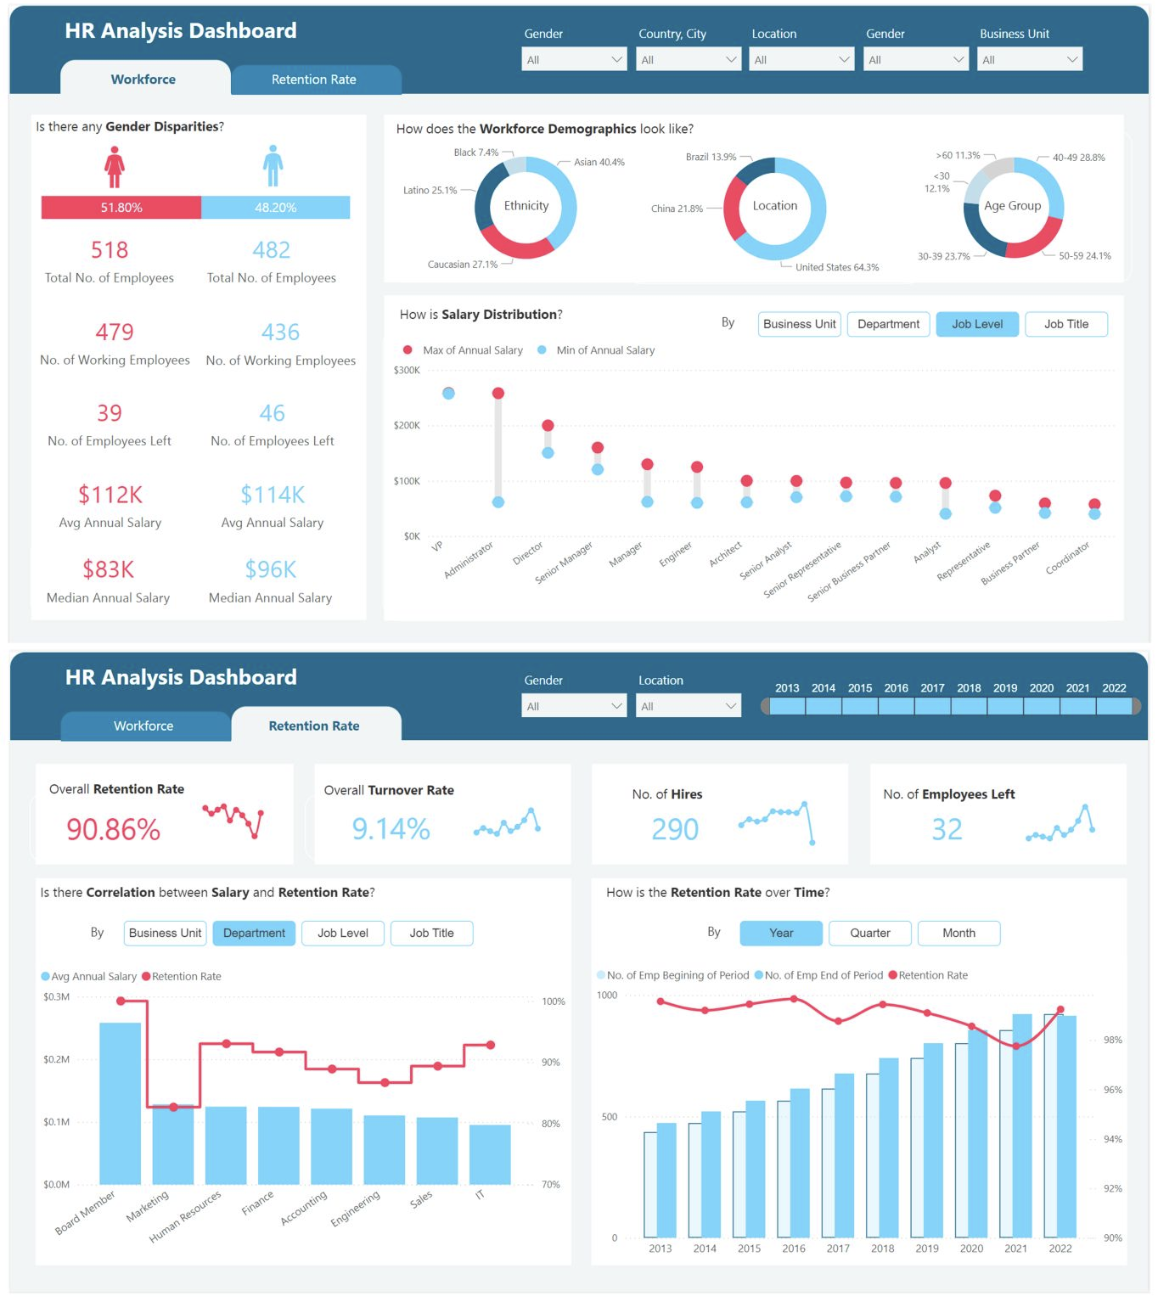 HR Analysis Dashboard
Gender Country, City Location Gender Business Unit
All All All All All
Workforce Retention Rate
Is there any Gender Disparities?
51.80% 48.20%
518 482
Total No. of Employees Total No. of Employees
479 436
No. of Working Employees No. of Working Employees
39 46
No. of Employees Left No. of Employees Left
$112K $114K
Avg Annual Salary Avg Annual Salary
$83K $96K
Median Annual Salary Median Annual Salary
How does the Workforce Demographics look like?
Black 7.4%
Asian 40.4%
Latino 25.1%
Ethnicity
Caucasian 27.1%
Brazil 13.9%
China 21.8%
Location
United States 64.3%
>60 11.3%
40-49 28.8%
<30
12.1%
Age Group
30-39 23.7%
50-59 24.1%
How is Salary Distribution?
By Business Unit Department Job Level Job Title
Max of Annual Salary Min of Annual Salary
$300K
$200K
$100K
$0K
VP Administrator Director Senior Manager Manager Engineer Architect Senior Analyst Senior Representative Senior Business Partner Analyst Representative Business Partner Coordinator
HR Analysis Dashboard
Gender Location
All All
2013 2014 2015 2016 2017 2018 2019 2020 2021 2022
Workforce Retention Rate
Overall Retention Rate
90.86%
Overall Turnover Rate
9.14%
No. of Hires
290
No. of Employees Left
32
Is there Correlation between Salary and Retention Rate?
By Business Unit Department Job Level Job Title
Avg Annual Salary Retention Rate
$0.3M 100%
$0.2M 90%
$0.1M 80%
$0.0M 70%
Board Member Marketing Human Resources Finance Accounting Engineering Sales IT
How is the Retention Rate over Time?
By Year Quarter Month
No. of Emp Begining of Period No. of Emp End of Period Retention Rate
1000
98%
96%
500
94%
92%
0 90%
2013 2014 2015 2016 2017 2018 2019 2020 2021 2022